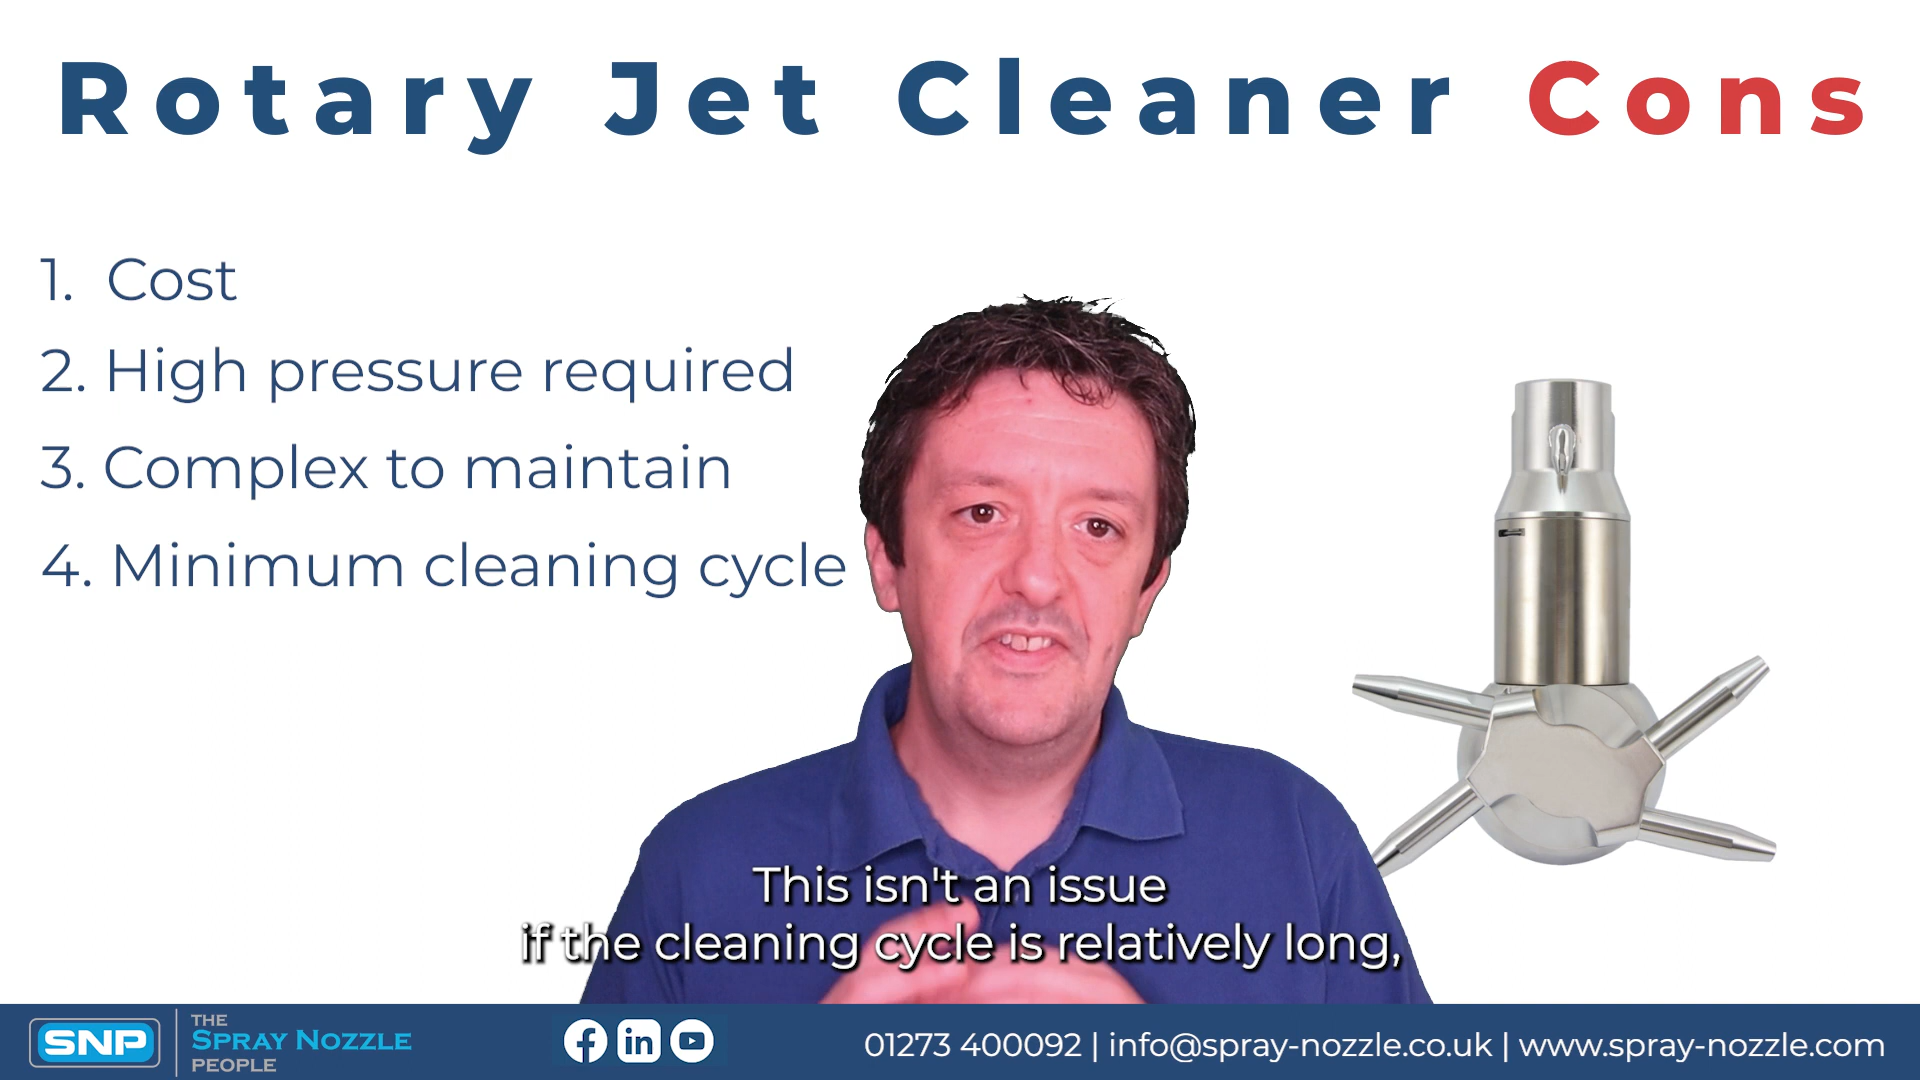 Rotary Jet Cleaner Cons
1. Cost
2. High pressure required
3. Complex to maintain
4. Minimum cleaning cycle
This isn't an issue
if the cleaning cycle is relatively long,
SNP
THE
SPRAY NOZZLE
PEOPLE
in
01273 400092 | info@spray-nozzle.co.uk | www.spray-nozzle.com